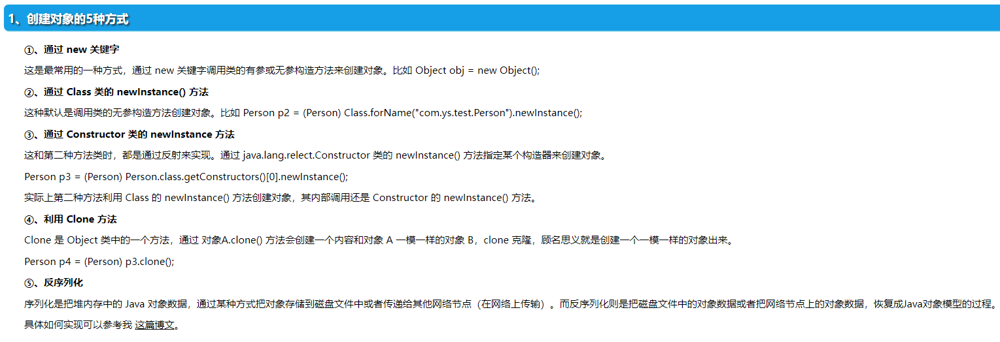 1、创建对象的5种方式
①、通过 new 关键字
这是最常用的一种方式，通过 new 关键字调用类的有参或无参构造方法来创建对象。比如 Object obj = new Object();
②、通过 Class 类的 newInstance() 方法
这种默认是调用类的无参构造方法创建对象。比如 Person p2 = (Person) Class.forName("com.ys.test.Person").newInstance();
③、通过 Constructor 类的 newInstance 方法
这和第二种方法类时，都是通过反射来实现。通过 java.lang.relect.Constructor 类的 newInstance() 方法指定某个构造器来创建对象。
Person p3 = (Person) Person.class.getConstructors()[0].newInstance();
实际上第二种方法利用 Class 的 newInstance() 方法创建对象，其内部调用还是 Constructor 的 newInstance() 方法。
④、利用 Clone 方法
Clone 是 Object 类中的一个方法，通过 对象A.clone() 方法会创建一个内容和对象 A 一模一样的对象 B，clone 克隆，顾名思义就是创建一个一模一样的对象出来。
Person p4 = (Person) p3.clone();
⑤、反序列化
序列化是把堆内存中的 Java 对象数据，通过某种方式把对象存储到磁盘文件中或者传递给其他网络节点（在网络上传输）。而反序列化则是把磁盘文件中的对象数据或者把网络节点上的对象数据，恢复成Java对象模型的过程。
具体如何实现可以参考我 这篇博文。